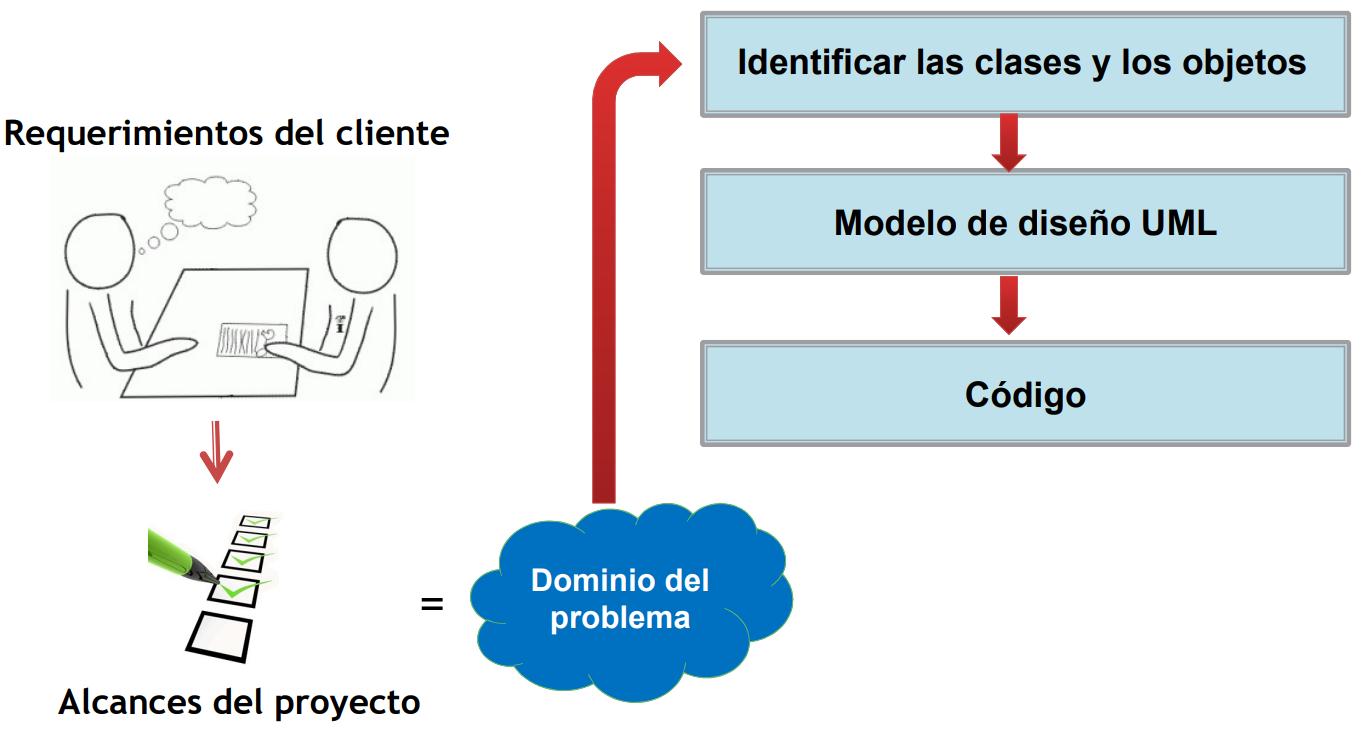 Requerimientos del cliente
Alcances del proyecto
=
Dominio del
problema
Identificar las clases y los objetos
Modelo de diseño UML
Código